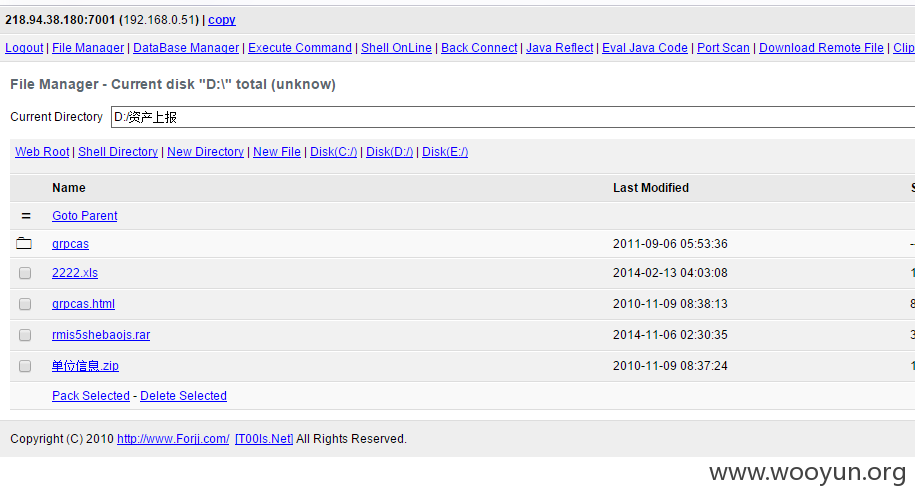 218.94.38.180:7001 (192.168.0.51) | copy
Logout | File Manager | DataBase Manager | Execute Command | Shell OnLine | Back Connect | Java Reflect | Eval Java Code | Port Scan | Download Remote File | Clip
File Manager - Current disk "D:\" total (unknow)
Current Directory D:/资产上报
Web Root | Shell Directory | New Directory | New File | Disk(C:/) | Disk(D:/) | Disk(E:/)
Name Last Modified S
= Goto Parent
qrpcas 2011-09-06 05:53:36 --
2222.xls 2014-02-13 04:03:08 1
qrpcas.html 2010-11-09 08:38:13 8
rmis5shebaojs.rar 2014-11-06 02:30:35 3
单位信息.zip 2010-11-09 08:37:24 1
Pack Selected - Delete Selected
Copyright (C) 2010 http://www.Forjj.com/ [T00ls.Net] All Rights Reserved.
www.wooyun.org